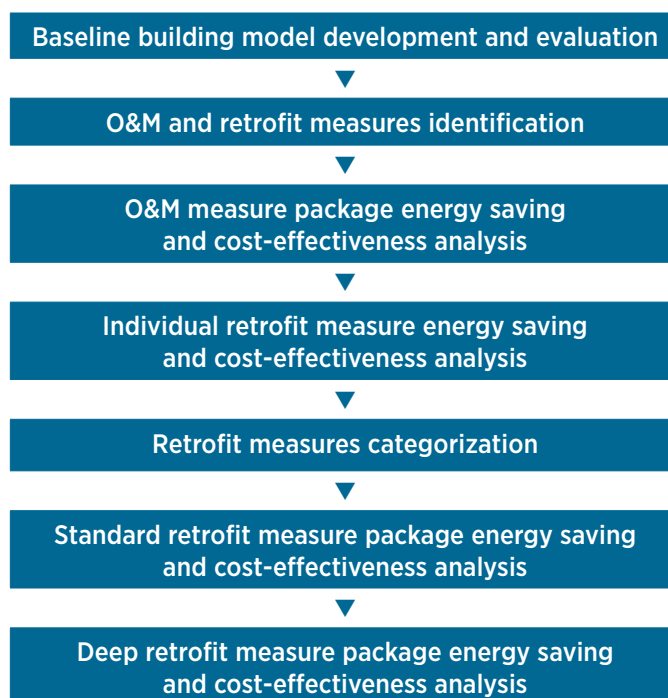 Baseline building model development and evaluation
O&M and retrofit measures identification
O&M measure package energy saving
and cost-effectiveness analysis
Individual retrofit measure energy saving
and cost-effectiveness analysis
Retrofit measures categorization
Standard retrofit measure package energy saving
and cost-effectiveness analysis
Deep retrofit measure package energy saving
and cost-effectiveness analysis